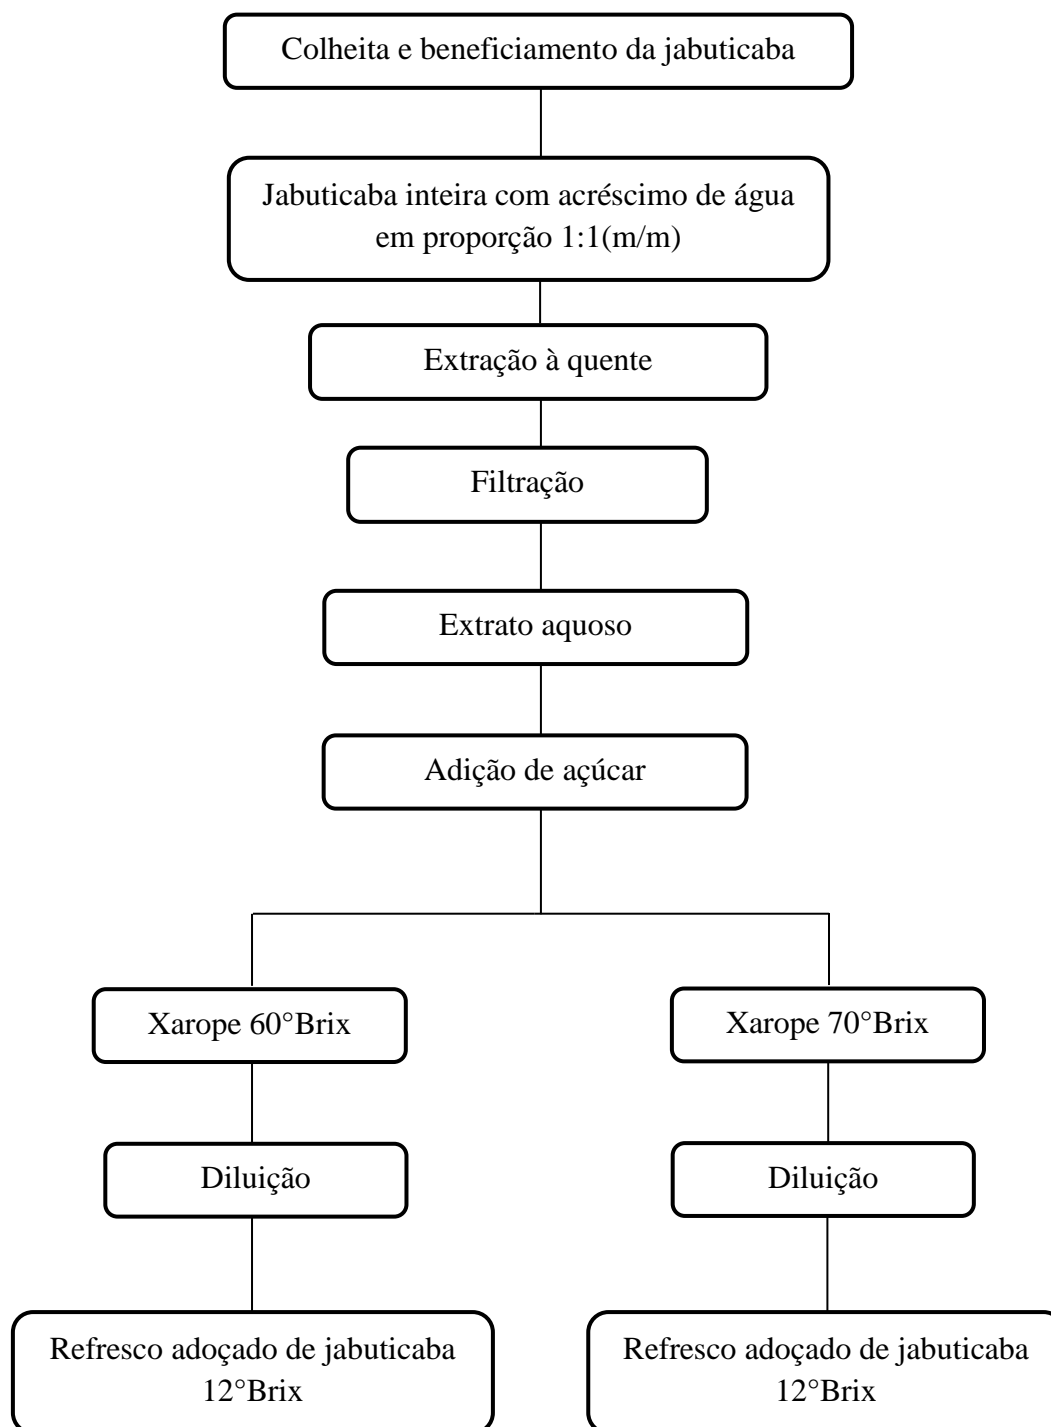 Colheita e beneficiamento da jabuticaba
Jabuticaba inteira com acréscimo de água
em proporção 1:1(m/m)
Extração à quente
Filtração
Extrato aquoso
Adição de açúcar
Xarope 60°Brix
Xarope 70°Brix
Diluição
Diluição
Refresco adoçado de jabuticaba
12°Brix
Refresco adoçado de jabuticaba
12°Brix